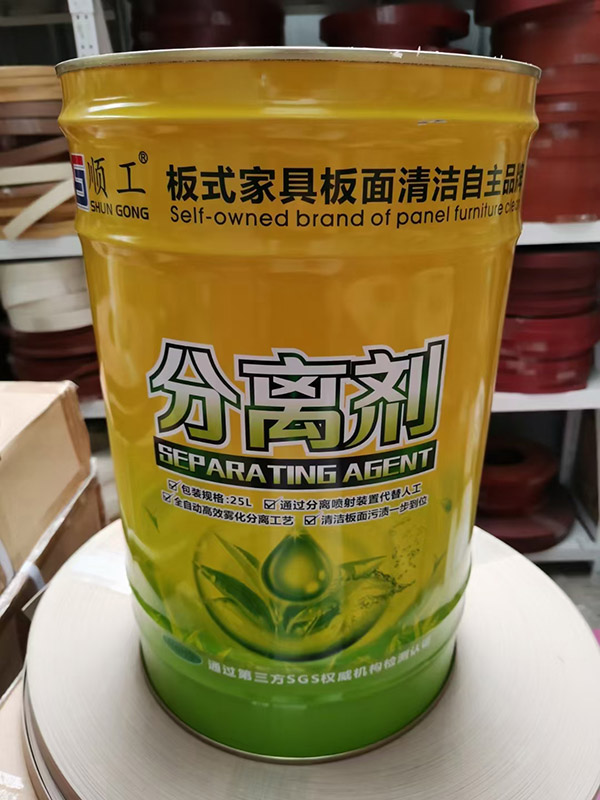 顺工®
SHUN GONG
板式家具板面清洁自主品牌
Self-owned brand of panel furniture
分离剂
SEPARATING AGENT
包装规格:25L 通过分离喷射装置代替人工
全自动高效雾化分离工艺 清洁板面污渍一步到位
通过第三方SGS权威机构检测认证